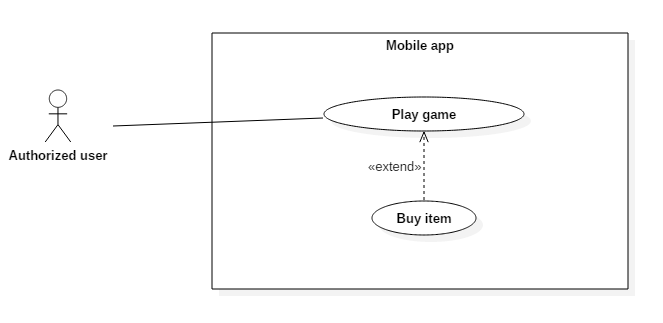 Mobile app
Play game
Authorized user
«extend»
Buy item